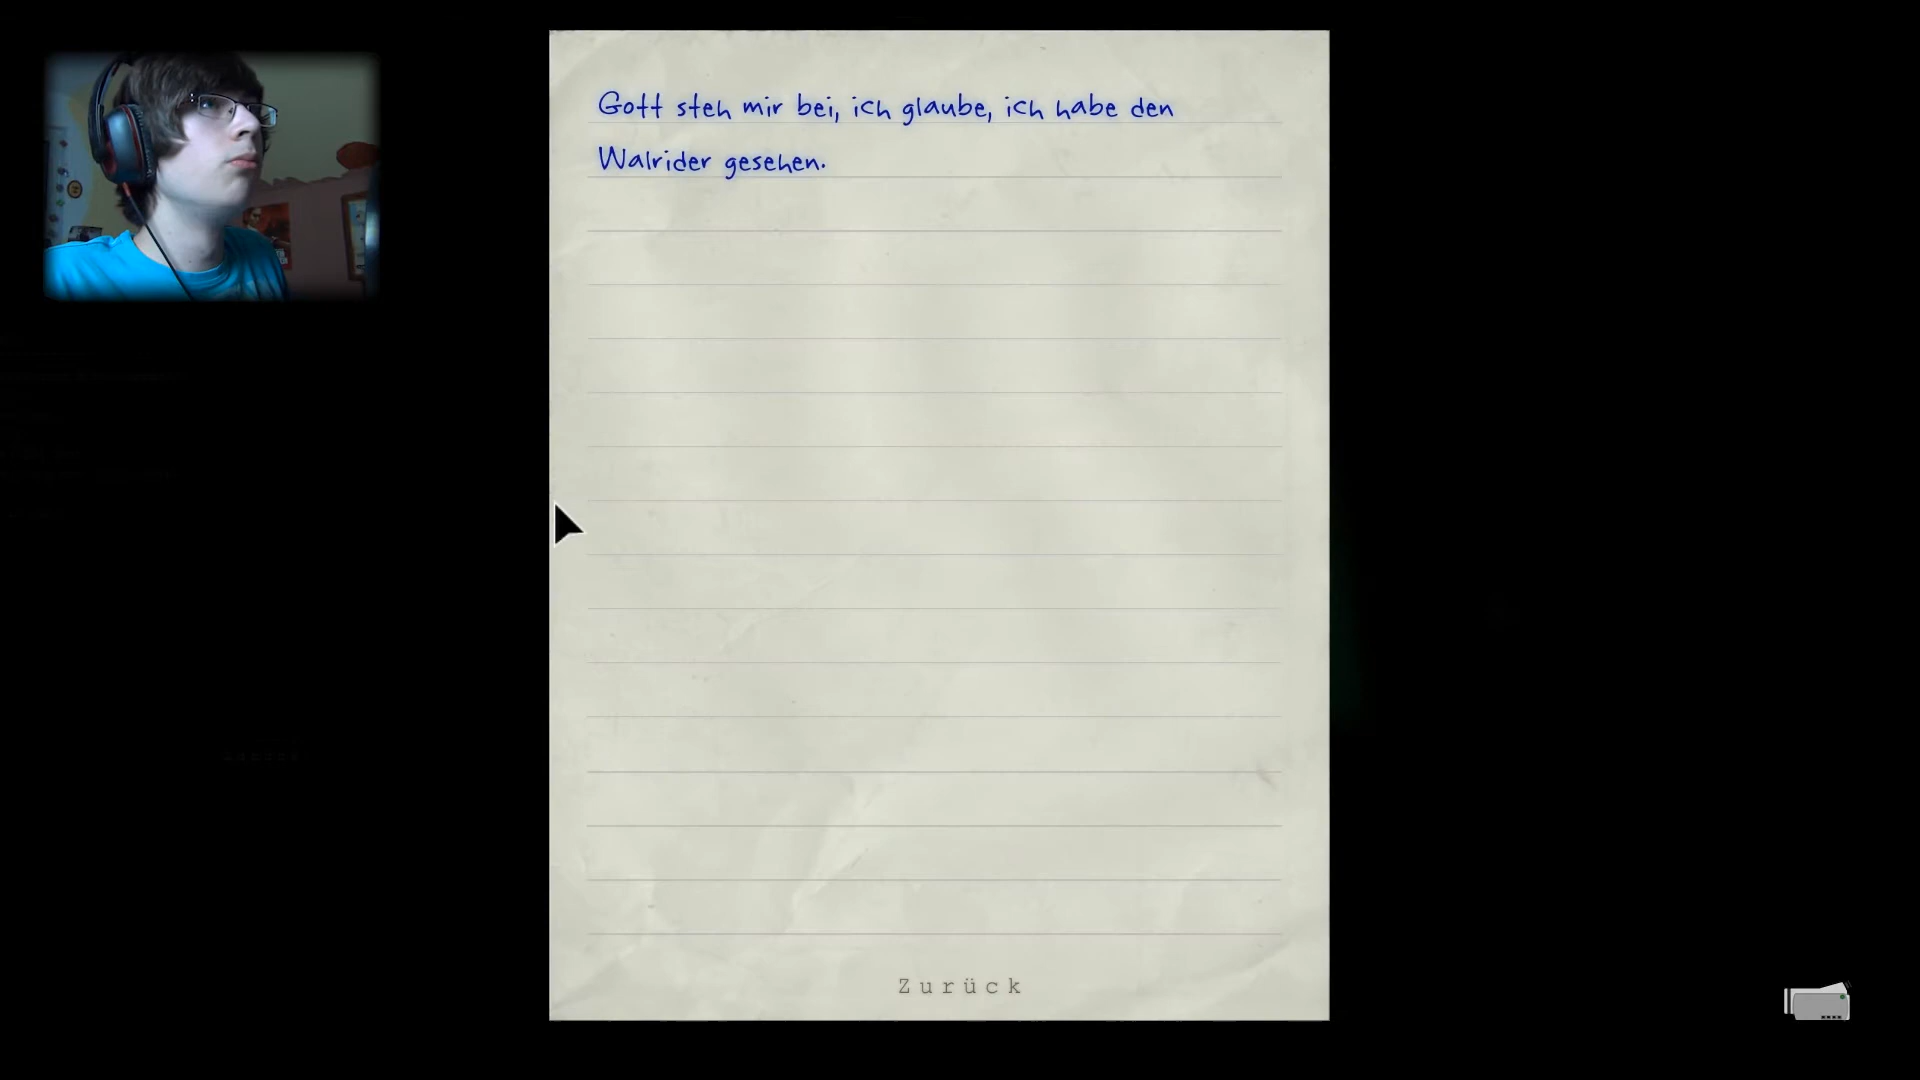 Gott steh mir bei, ich glaube, ich habe den
Walrider gesehen.
Zurück